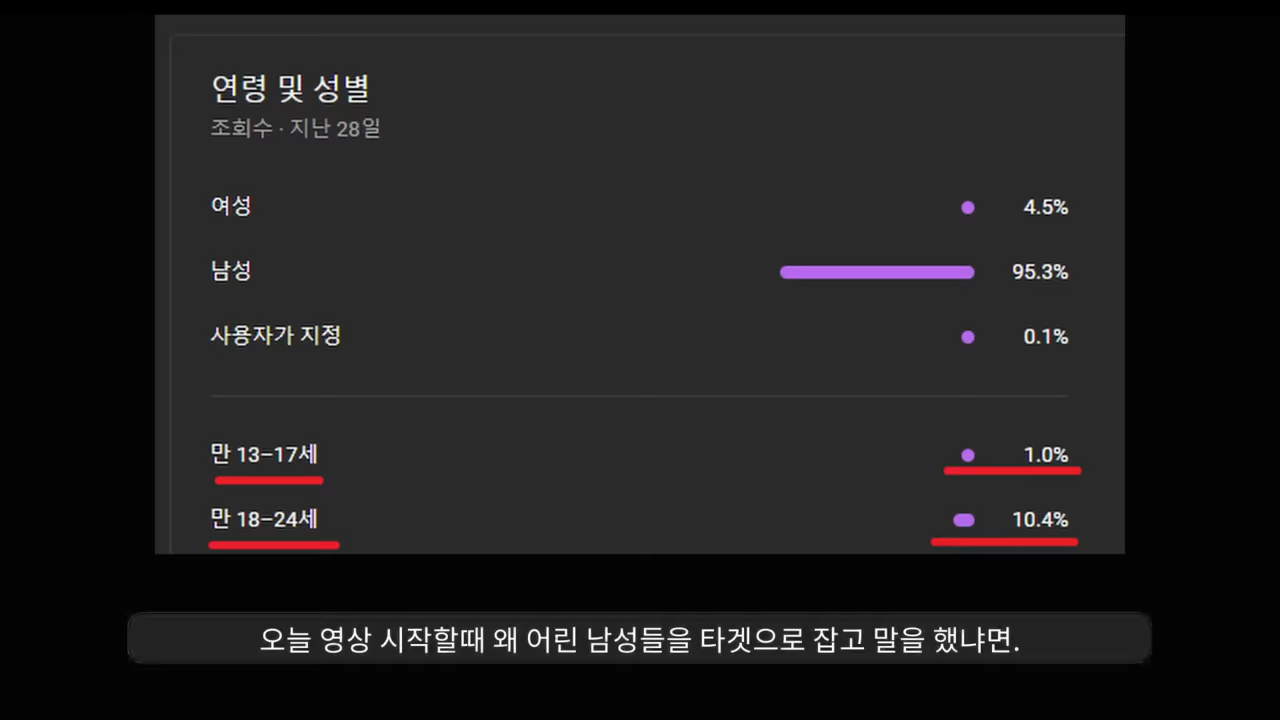 연령 및 성별
조회수 · 지난 28일
여성 4.5%
남성 95.3%
사용자가 지정 0.1%
만 13–17세 1.0%
만 18–24세 10.4%
오늘 영상 시작할때 왜 어린 남성들을 타겟으로 잡고 말을 했냐면.